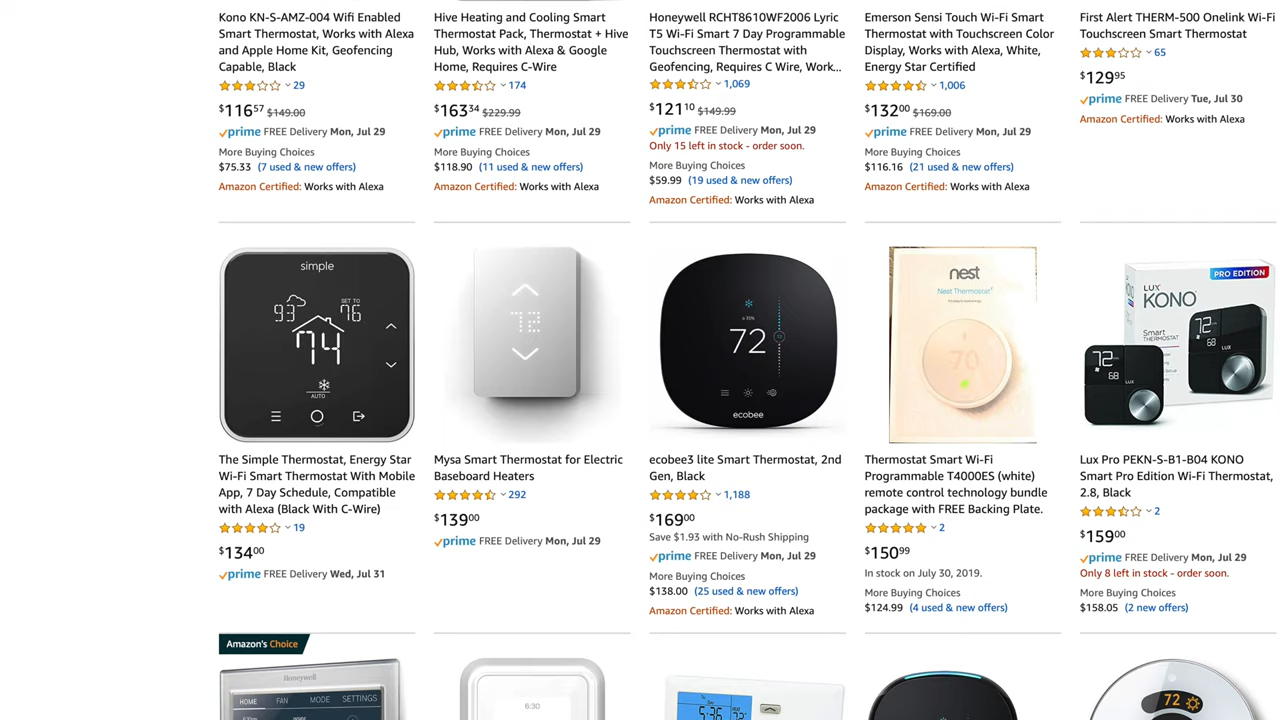 Kono KN-S-AMZ-004 Wifi Enabled
Smart Thermostat, Works with Alexa
and Apple Home Kit, Geofencing
Capable, Black
29
$116.57 $149.00
prime FREE Delivery Mon, Jul 29
More Buying Choices
$75.33 (7 used & new offers)
Amazon Certified: Works with Alexa
Hive Heating and Cooling Smart
Thermostat Pack, Thermostat + Hive
Hub, Works with Alexa & Google
Home, Requires C-Wire
174
$163.34 $229.99
prime FREE Delivery Mon, Jul 29
More Buying Choices
$118.90 (11 used & new offers)
Amazon Certified: Works with Alexa
Honeywell RCHT8610WF2006 Lyric
T5 Wi-Fi Smart 7 Day Programmable
Touchscreen Thermostat with
Geofencing, Requires C Wire, Work...
1,069
$121.10 $149.99
prime FREE Delivery Mon, Jul 29
Only 15 left in stock - order soon.
More Buying Choices
$59.99 (19 used & new offers)
Amazon Certified: Works with Alexa
Emerson Sensi Touch Wi-Fi Smart
Thermostat with Touchscreen Color
Display, Works with Alexa, White,
Energy Star Certified
1,006
$132.00 $169.00
prime FREE Delivery Mon, Jul 29
More Buying Choices
$116.16 (21 used & new offers)
Amazon Certified: Works with Alexa
First Alert THERM-500 Onelink Wi-Fi
Touchscreen Smart Thermostat
65
$129.95
prime FREE Delivery Tue, Jul 30
Amazon Certified: Works with Alexa
simple
93
SET TO
76
74
AUTO
The Simple Thermostat, Energy Star
Wi-Fi Smart Thermostat With Mobile
App, 7 Day Schedule, Compatible
with Alexa (Black With C-Wire)
19
$134.00
prime FREE Delivery Wed, Jul 31
Mysa Smart Thermostat for Electric
Baseboard Heaters
292
$139.00
prime FREE Delivery Mon, Jul 29
72
ecobee
ecobee3 lite Smart Thermostat, 2nd
Gen, Black
1,188
$169.00
Save $1.93 with No-Rush Shipping
prime FREE Delivery Mon, Jul 29
More Buying Choices
$138.00 (25 used & new offers)
Amazon Certified: Works with Alexa
nest
Nest Thermostat
70
Thermostat Smart Wi-Fi
Programmable T4000ES (white)
remote control technology bundle
package with FREE Backing Plate.
2
$150.99
In stock on July 30, 2019.
More Buying Choices
$124.99 (4 used & new offers)
PRO EDITION
LUX
KONO
Smart
THERMOSTAT
72
68
LUX
72
68
LUX
Lux Pro PEKN-S-B1-B04 KONO
Smart Pro Edition Wi-Fi Thermostat,
2.8, Black
2
$159.00
prime FREE Delivery Mon, Jul 29
Only 8 left in stock - order soon.
More Buying Choices
$158.05 (2 new offers)
Amazon's Choice
Honeywell
HOME FAN MODE SETTINGS
6:30
5:36
72